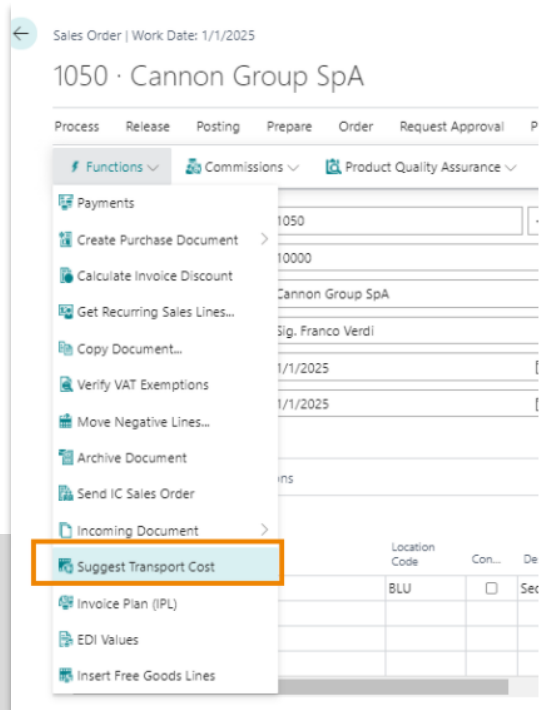 Sales Order | Work Date: 1/1/2025
1050 · Cannon Group SpA
Process Release Posting Prepare Order Request Approval P
Functions Commissions Product Quality Assurance
Payments
1050
Create Purchase Document
10000
Calculate Invoice Discount
Cannon Group SpA
Get Recurring Sales Lines...
Sig. Franco Verdi
Copy Document...
1/1/2025
Verify VAT Exemptions
1/1/2025
Move Negative Lines...
Archive Document
ons
Send IC Sales Order
Incoming Document
Location
Code Con... De
Suggest Transport Cost
BLU Sec
Invoice Plan (IPL)
EDI Values
Insert Free Goods Lines